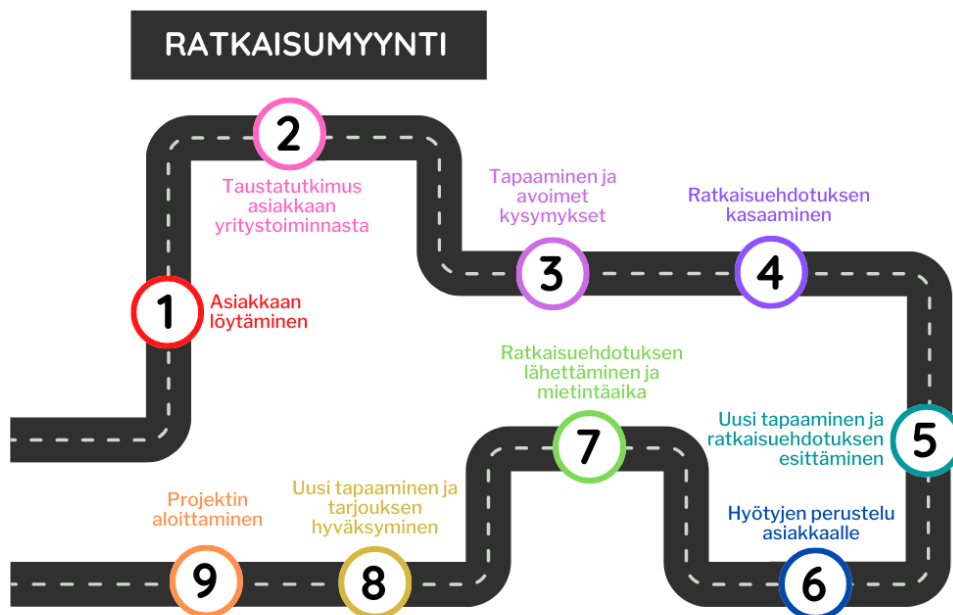 RATKAISUMYYNTI
1
Asiakkaan
löytäminen
2
Taustatutkimus
asiakkaan
yritystoiminnasta
3
Tapaaminen ja
avoimet
kysymykset
4
Ratkaisuehdotuksen
kasaaminen
5
Uusi tapaaminen ja
ratkaisuehdotuksen
esittäminen
6
Hyötyjen perustelu
asiakkaalle
7
Ratkaisuehdotuksen
lähettäminen ja
mietintäaika
8
Uusi tapaaminen ja
tarjouksen
hyväksyminen
9
Projektin
aloittaminen